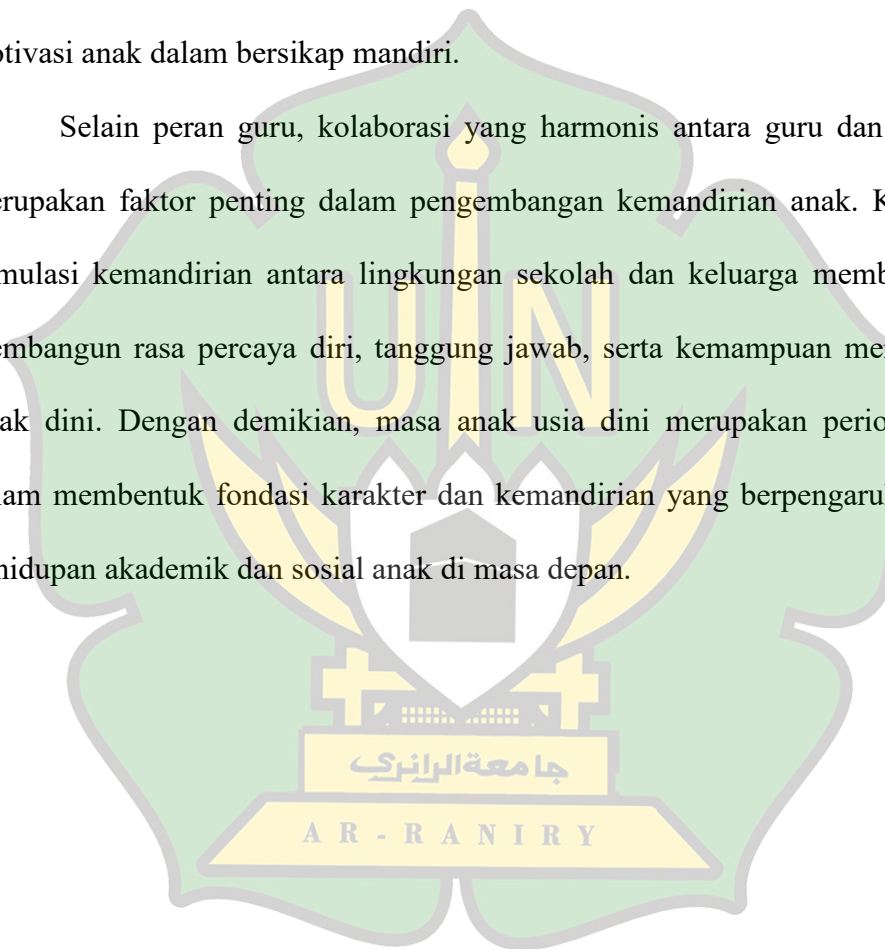 otivasi anak dalam bersikap mandiri.
Selain peran guru, kolaborasi yang harmonis antara guru dan
erupakan faktor penting dalam pengembangan kemandirian anak. K
mulasi kemandirian antara lingkungan sekolah dan keluarga memb
embangun rasa percaya diri, tanggung jawab, serta kemampuan me
ak dini. Dengan demikian, masa anak usia dini merupakan perio
lam membentuk fondasi karakter dan kemandirian yang berpengaru
hidupan akademik dan sosial anak di masa depan.
UIN
جامعة الرانري
AR-RANIRY